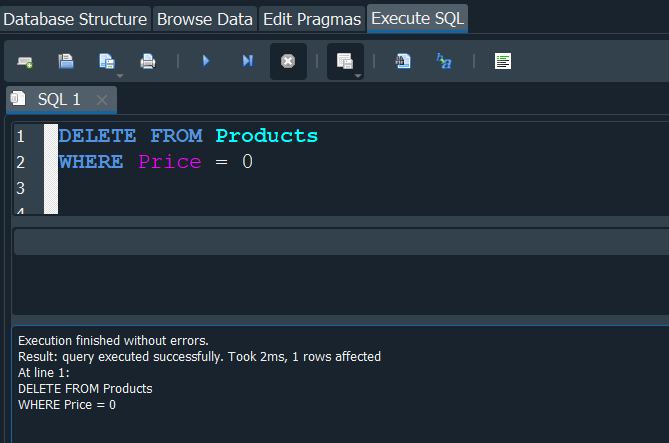 Database Structure Browse Data Edit Pragmas Execute SQL
SQL 1
1 DELETE FROM Products
2 WHERE Price = 0
3
4
Execution finished without errors.
Result: query executed successfully. Took 2ms, 1 rows affected
At line 1:
DELETE FROM Products
WHERE Price = 0